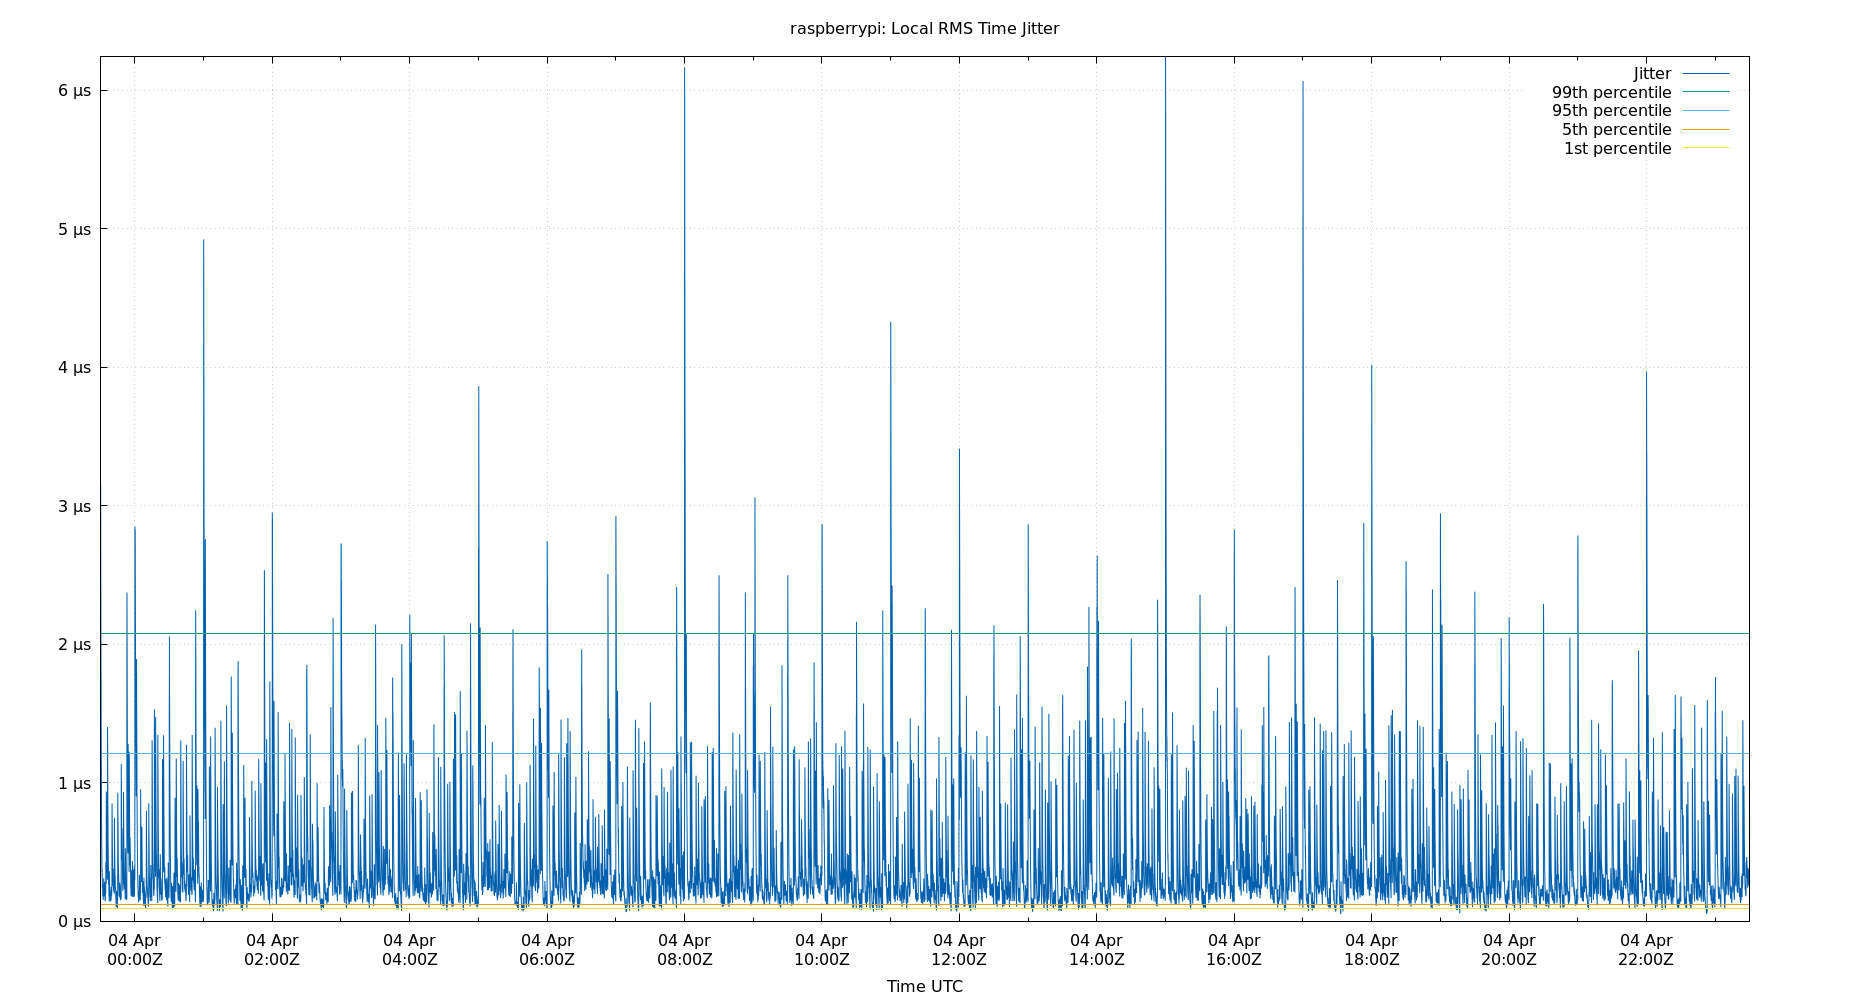 raspberrypi: Local RMS Time Jitter
Jitter
99th percentile
95th percentile
5th percentile
1st percentile
6 µs
5 µs
4 µs
3 µs
2 µs
1 µs
0 µs
04 Apr 04 Apr 04 Apr 04 Apr 04 Apr 04 Apr 04 Apr 04 Apr 04 Apr 04 Apr 04 Apr 04 Apr
00:00Z 02:00Z 04:00Z 06:00Z 08:00Z 10:00Z 12:00Z 14:00Z 16:00Z 18:00Z 20:00Z 22:00Z
Time UTC